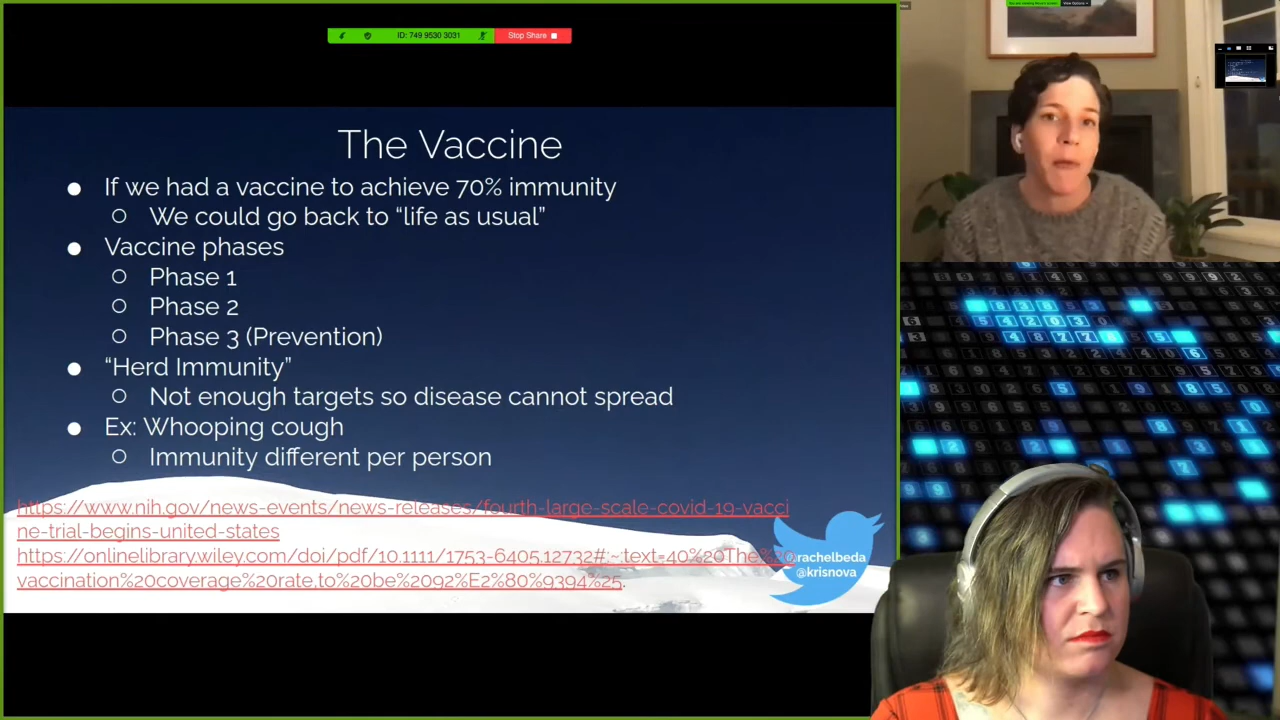 ID: 749 9530 3031
Stop Share
The Vaccine
If we had a vaccine to achieve 70% immunity
We could go back to “life as usual”
Vaccine phases
Phase 1
Phase 2
Phase 3 (Prevention)
“Herd Immunity”
Not enough targets so disease cannot spread
Ex: Whooping cough
Immunity different per person
https://www.nih.gov/news-events/news-releases/fourth-large-scale-covid-19-vacci
ne-trial-begins-united-states
https://onlinelibrary.wiley.com/doi/pdf/10.1111/1753-6405.12732#:~:text=40%20The%20
vaccination%20coverage%20rate,to%20be%2092%E2%80%9394%25.
@rachelbeda
@krisnova